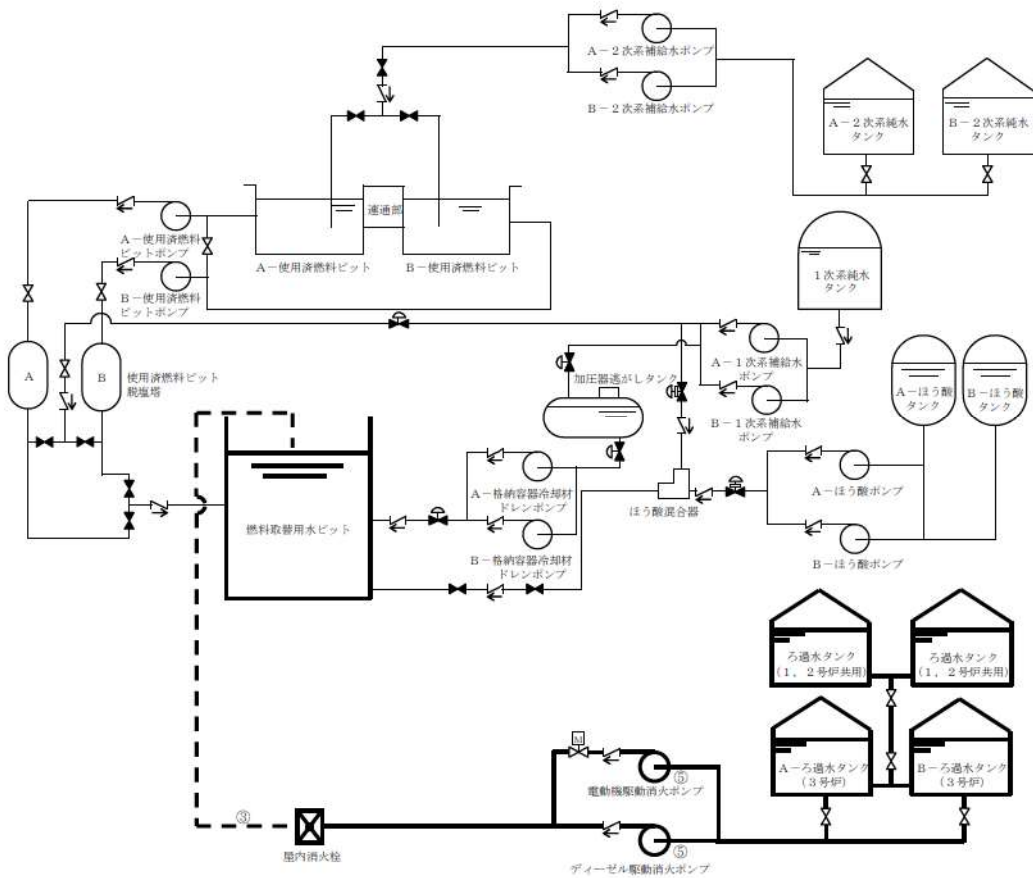 A－2次系補給水ポンプ
B－2次系補給水ポンプ
A－2次系純水
タンク
B－2次系純水
タンク
連通部
A－使用済燃料
ピットポンプ
A－使用済燃料ピット
B－使用済燃料ピット
B－使用済燃料
ピットポンプ
1次系純水
タンク
A
B
使用済燃料ピット
脱塩塔
加圧器逃がしタンク
A－1次系補給水
ポンプ
B－1次系補給水
ポンプ
A－ほう酸
タンク
B－ほう酸
タンク
A－格納容器冷却材
ドレンポンプ
ほう酸混合器
A－ほう酸ポンプ
燃料取替用水ピット
B－格納容器冷却材
ドレンポンプ
B－ほう酸ポンプ
ろ過水タンク
(1，2号炉共用)
ろ過水タンク
(1，2号炉共用)
M
⑤
電動機駆動消火ポンプ
A－ろ過水タンク
(3号炉)
B－ろ過水タンク
(3号炉)
③
屋内消火栓
⑤
ディーゼル駆動消火ポンプ